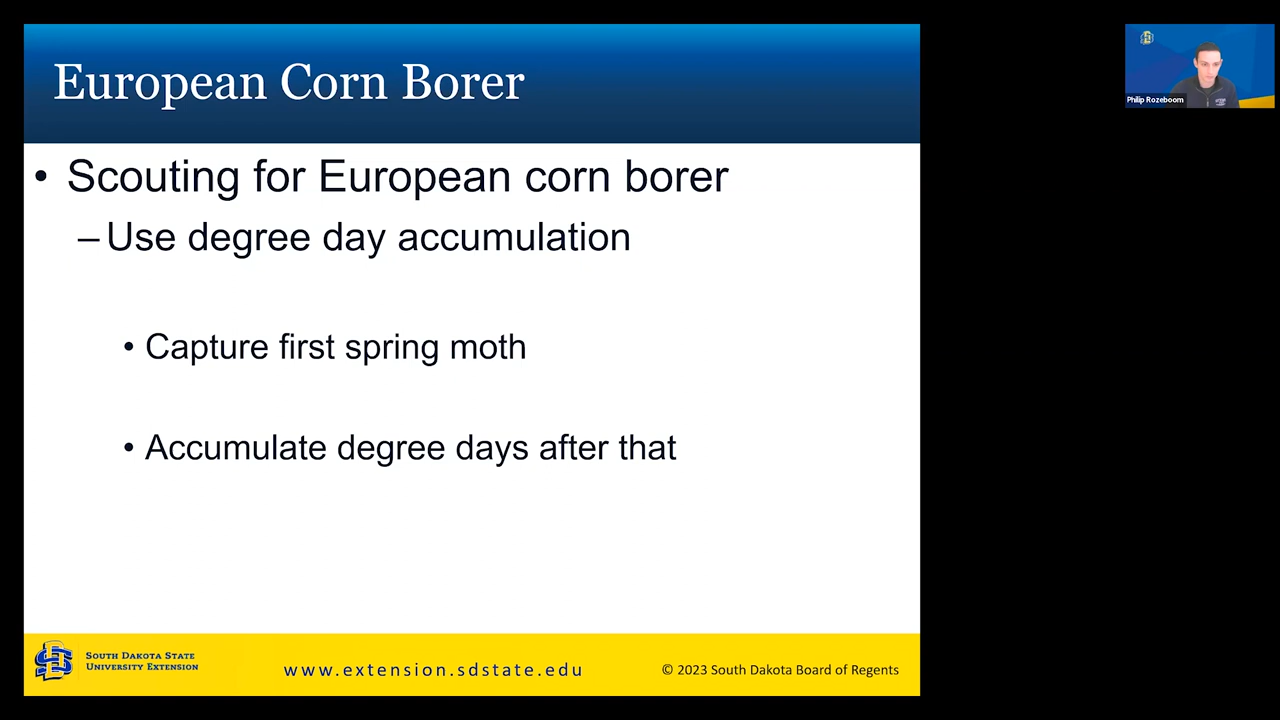 European Corn Borer
• Scouting for European corn borer
– Use degree day accumulation
• Capture first spring moth
• Accumulate degree days after that
SOUTH DAKOTA STATE
UNIVERSITY EXTENSION
www.extension.sdstate.edu
© 2023 South Dakota Board of Regents
Philip Rozeboom